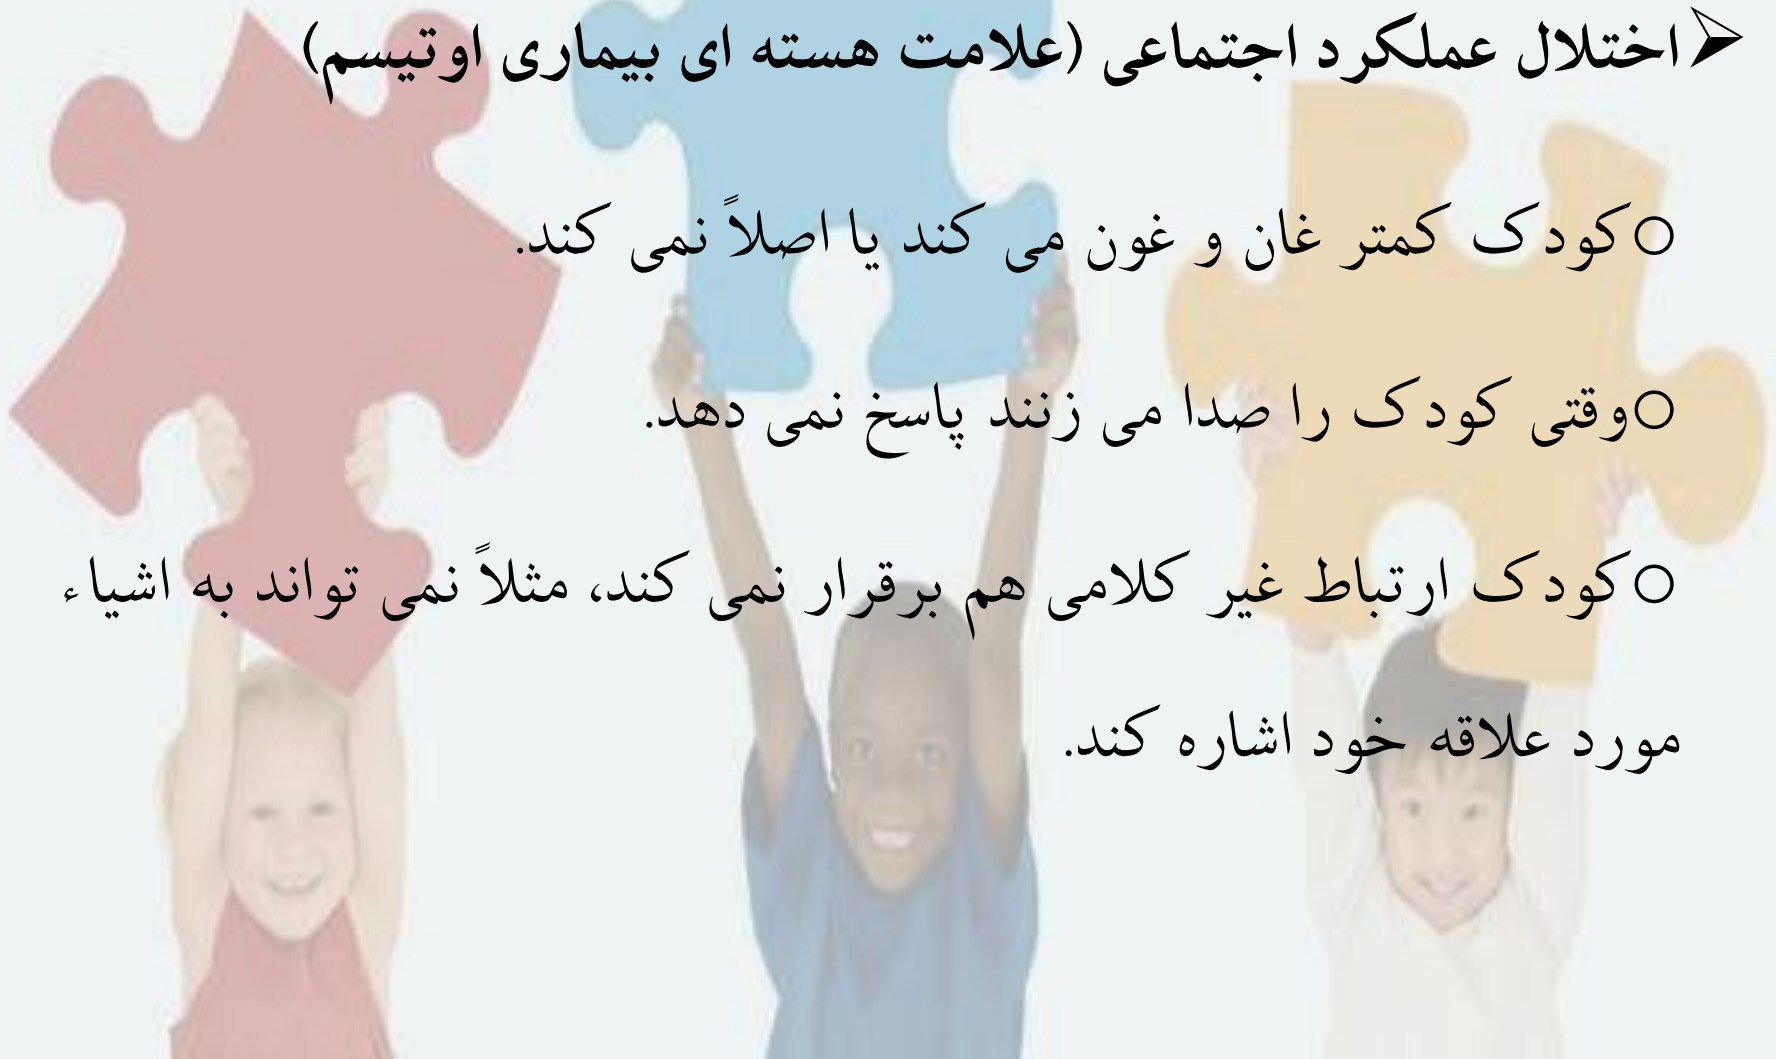 ➢اختلال عملکرد اجتماعی (علامت هسته ای بیماری اوتیسم)
○کودک کمتر غان و غون می کند یا اصلاً نمی کند.
○وقتی کودک را صدا می زنند پاسخ نمی دهد.
○کودک ارتباط غیر کلامی هم برقرار نمی کند، مثلاً نمی تواند به اشیاء
مورد علاقه خود اشاره کند.